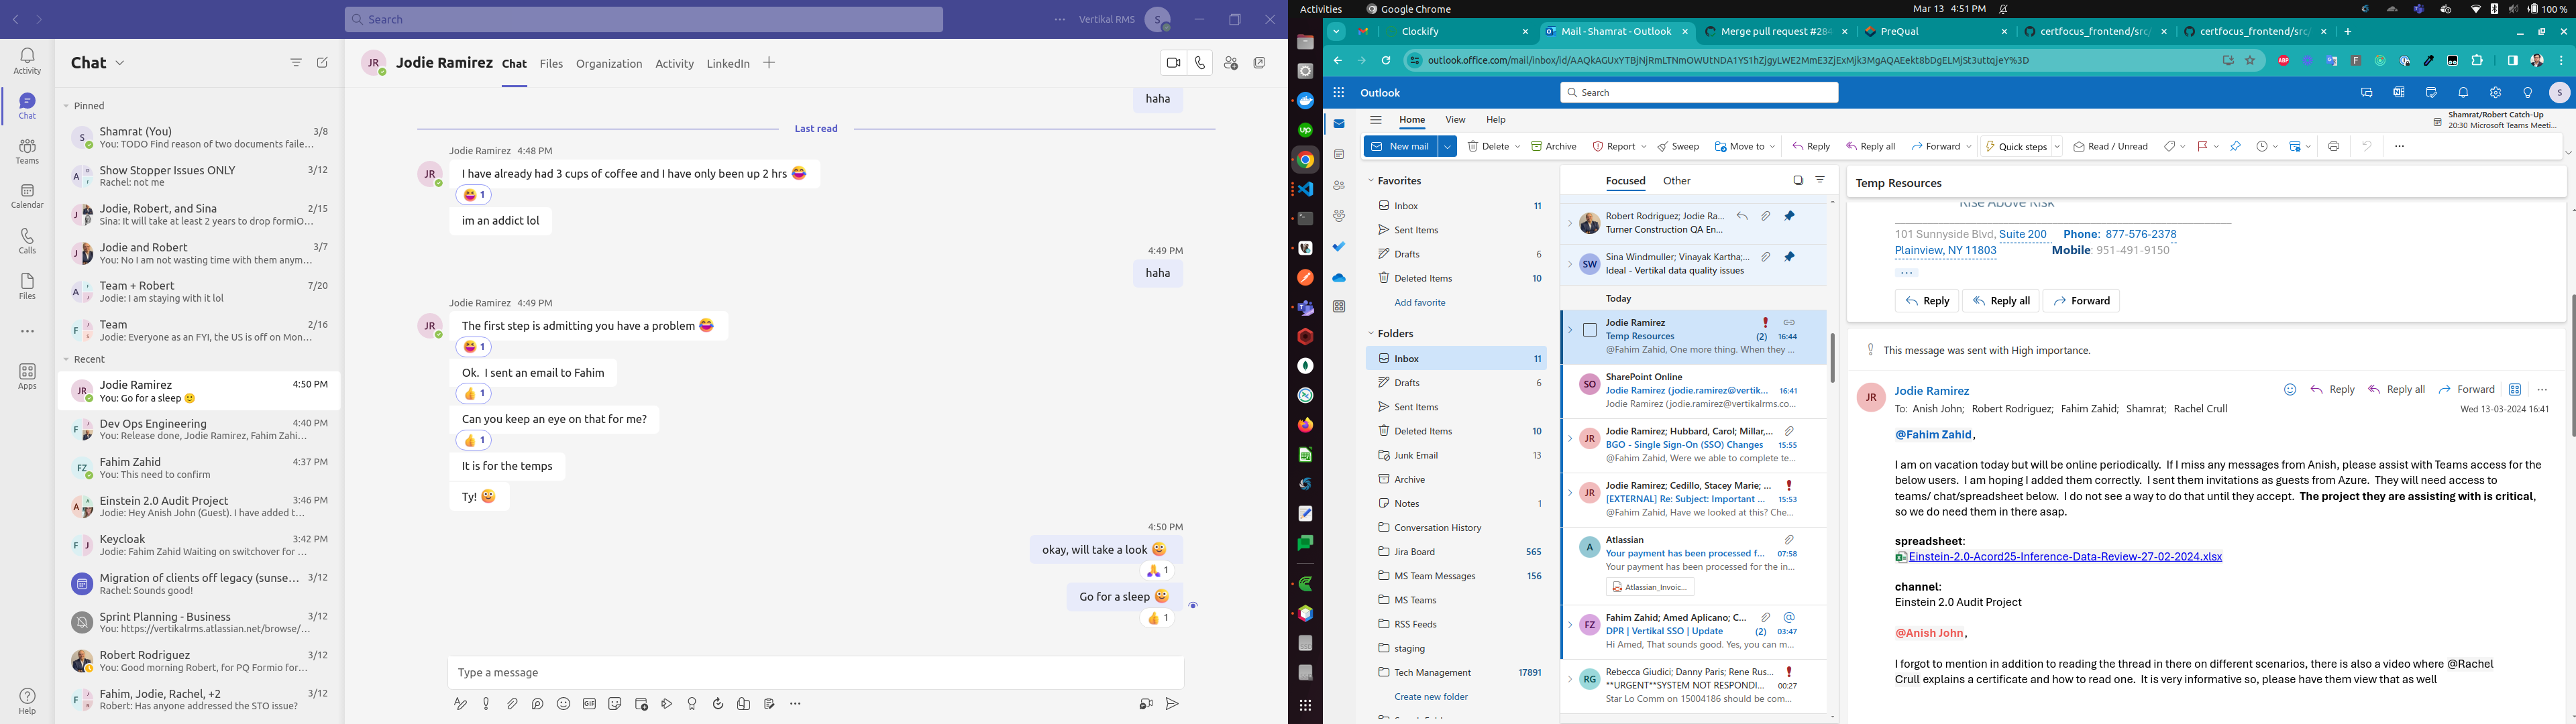 Search
Vertikal RMS
S
Activity
Chat
Teams
Calendar
Calls
Files
Apps
Help
Chat
Pinned
Shamrat (You) 3/8
You: TODO Find reason of two documents faile...
Show Stopper Issues ONLY 3/12
Rachel: not me
Jodie, Robert, and Sina 2/15
Sina: It will take at least 2 years to drop formiO...
Jodie and Robert 3/7
You: No I am not wasting time with them anym...
Team + Robert 7/20
Jodie: I am staying with it lol
Team 2/16
Jodie: Everyone as an FYI, the US is off on Mon...
Recent
Jodie Ramirez 4:50 PM
You: Go for a sleep 🙂
Dev Ops Engineering 4:40 PM
You: Release done, Jodie Ramirez, Fahim Zahi...
Fahim Zahid 4:37 PM
You: This need to confirm
Einstein 2.0 Audit Project 3:46 PM
Jodie: Hey Anish John (Guest). I have added t...
Keycloak 3:42 PM
Jodie: Fahim Zahid Waiting on switchover for ...
Migration of clients off legacy (sunse... 3/12
Rachel: Sounds good!
Sprint Planning - Business 3/12
You: https://vertikalrms.atlassian.net/browse/...
Robert Rodriguez 3/12
You: Good morning Robert, for PQ Formio for...
Fahim, Jodie, Rachel, +2 3/12
Robert: Has anyone addressed the STO issue?
JR Jodie Ramirez Chat Files Organization Activity LinkedIn
haha
Last read
Jodie Ramirez 4:48 PM
I have already had 3 cups of coffee and I have only been up 2 hrs 😂
😆 1
im an addict lol
4:49 PM
haha
Jodie Ramirez 4:49 PM
The first step is admitting you have a problem 😂
😆 1
Ok. I sent an email to Fahim
👍 1
Can you keep an eye on that for me?
👍 1
It is for the temps
Ty! 😀
4:50 PM
okay, will take a look 😀
🙏 1
Go for a sleep 🙂
👍 1
Type a message
Activities Google Chrome
Mar 13 4:51 PM
100 %
Clockify
Mail - Shamrat - Outlook
Merge pull request #284
PreQual
certfocus_frontend/src/
certfocus_frontend/src/
outlook.office.com/mail/inbox/id/AAQkAGUxYTBjNjRmLTNmOWUtNDA1YS1hZjgyLWE2MmE3ZjExMjk3MgAQAEekt8bDgELMjSt3uttqjeY%3D
Outlook
Search
Home View Help
Shamrat/Robert Catch-Up
20:30 Microsoft Teams Meeti...
New mail Delete Archive Report Sweep Move to Reply Reply all Forward Quick steps Read / Unread
Favorites
Inbox 11
Sent Items
Drafts 6
Deleted Items 10
Add favorite
Folders
Inbox 11
Drafts 6
Sent Items
Deleted Items 10
Junk Email 13
Archive
Notes 1
Conversation History
Jira Board 565
MS Team Messages 156
MS Teams
RSS Feeds
staging
Tech Management 17891
Create new folder
Focused Other
Robert Rodriguez; Jodie Ra...
Turner Construction QA En...
SW Sina Windmuller; Vinayak Kartha;...
Ideal - Vertikal data quality issues
Today
Jodie Ramirez
Temp Resources (2) 16:44
@Fahim Zahid, One more thing. When they ...
SO SharePoint Online
Jodie Ramirez (jodie.ramirez@vertik... 16:41
Jodie Ramirez (jodie.ramirez@vertikalrms.co...
JR Jodie Ramirez; Hubbard, Carol; Millar,...
BGO - Single Sign-On (SSO) Changes 15:55
@Fahim Zahid, Were we able to complete te...
JR Jodie Ramirez; Cedillo, Stacey Marie; ...
[EXTERNAL] Re: Subject: Important ... 15:53
@Fahim Zahid, Have we looked at this? Che...
A Atlassian
Your payment has been processed f... 07:58
Your payment has been processed for the in...
Atlassian_Invoic...
FZ Fahim Zahid; Amed Aplicano; C...
DPR | Vertikal SSO | Update (2) 03:47
Hi Amed, That sounds good. Yes, you can m...
RG Rebecca Giudici; Danny Paris; Rene Rus...
**URGENT**SYSTEM NOT RESPONDI... 00:27
Star Lo Comm on 15004186 should be com...
Temp Resources
Rise Above Risk
101 Sunnyside Blvd, Suite 200 Phone: 877-576-2378
Plainview, NY 11803 Mobile: 951-491-9150
Reply Reply all Forward
This message was sent with High importance.
JR Jodie Ramirez Reply Reply all Forward
To: Anish John; Robert Rodriguez; Fahim Zahid; Shamrat; Rachel Crull Wed 13-03-2024 16:41
@Fahim Zahid,
I am on vacation today but will be online periodically. If I miss any messages from Anish, please assist with Teams access for the
below users. I am hoping I added them correctly. I sent them invitations as guests from Azure. They will need access to
teams/ chat/spreadsheet below. I do not see a way to do that until they accept. The project they are assisting with is critical,
so we do need them in there asap.
spreadsheet:
Einstein-2.0-Acord25-Inference-Data-Review-27-02-2024.xlsx
channel:
Einstein 2.0 Audit Project
@Anish John,
I forgot to mention in addition to reading the thread in there on different scenarios, there is also a video where @Rachel
Crull explains a certificate and how to read one. It is very informative so, please have them view that as well